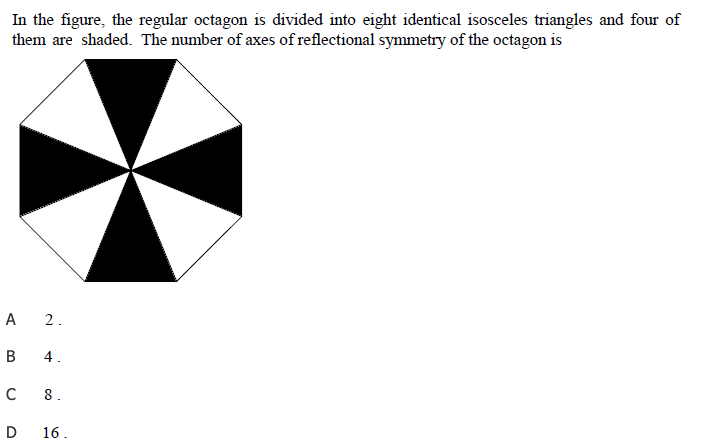 In the figure, the regular octagon is divided into eight identical isosceles triangles and four of
them are shaded. The number of axes of reflectional symmetry of the octagon is
A 2 .
B 4 .
C 8 .
D 16 .